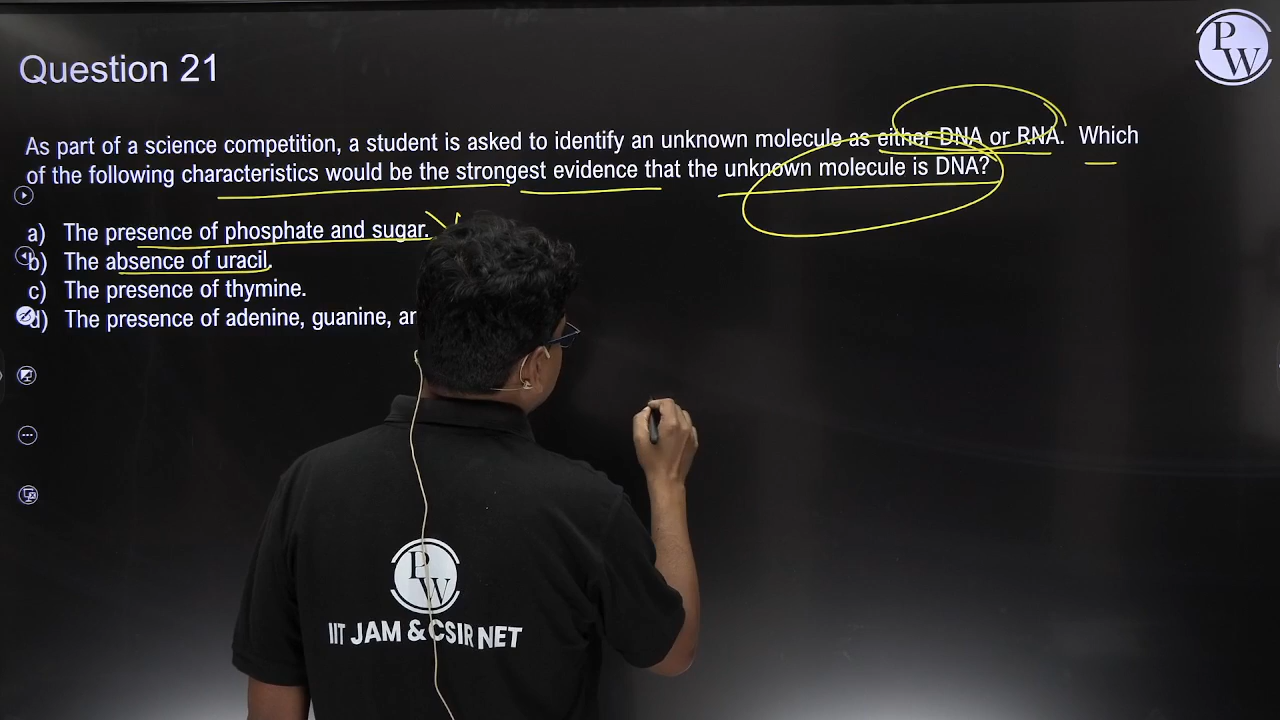 PW
Question 21
As part of a science competition, a student is asked to identify an unknown molecule as either DNA or RNA. Which
of the following characteristics would be the strongest evidence that the unknown molecule is DNA?
a) The presence of phosphate and sugar.
b) The absence of uracil.
c) The presence of thymine.
d) The presence of adenine, guanine,
PW
IIT JAM & CSIR NET